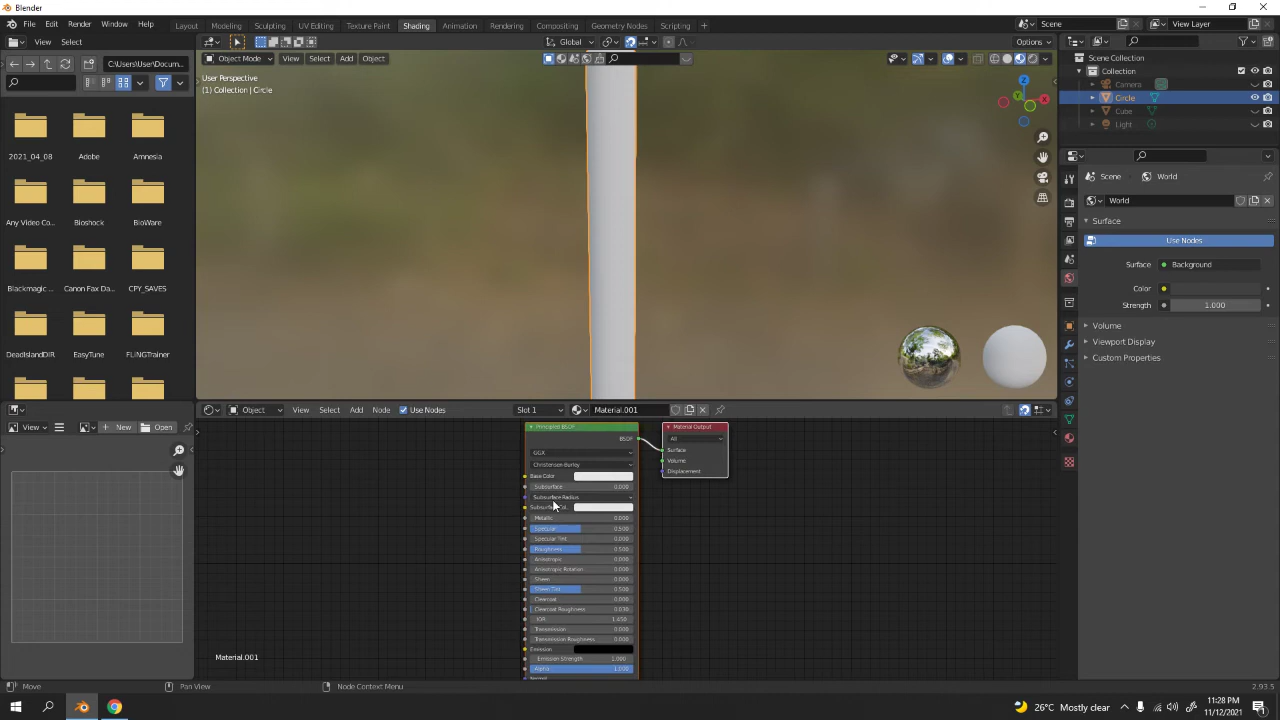 Blender
File Edit Render Window Help Layout Modeling Sculpting UV Editing Texture Paint Shading Animation Rendering Compositing Geometry Nodes Scripting + Scene View Layer
View Select Global Options
C:\Users\User\Docum... Object Mode View Select Add Object
User Perspective
(1) Collection | Circle
Scene Collection
Collection
Camera
Circle
Cube
Light
Z
Y
X
2021_04_08 Adobe Amnesia
Any Video Co... Bioshock BioWare
Blackmagic ... Canon Fax Da... CPY_SAVES
DeadIslandDIR EasyTune FLiNGTrainer
Scene World
World
Surface
Use Nodes
Surface Background
Color
Strength 1.000
Volume
Viewport Display
Custom Properties
Object View Select Add Node Use Nodes Slot 1 Material.001
View New Open
Principled BSDF
BSDF
GGX
Christensen-Burley
Base Color
Subsurface 0.000
Subsurface Radius
Subsurface Col..
Metallic 0.000
Specular 0.500
Specular Tint 0.000
Roughness 0.500
Anisotropic 0.000
Anisotropic Rotation 0.000
Sheen 0.000
Sheen Tint 0.500
Clearcoat 0.000
Clearcoat Roughness 0.030
IOR 1.450
Transmission 0.000
Transmission Roughness 0.000
Emission
Emission Strength 1.000
Alpha 1.000
Normal
Material Output
All
Surface
Volume
Displacement
Material.001
Move Pan View Node Context Menu 2.93.5
26°C Mostly clear
11:28 PM
11/12/2021